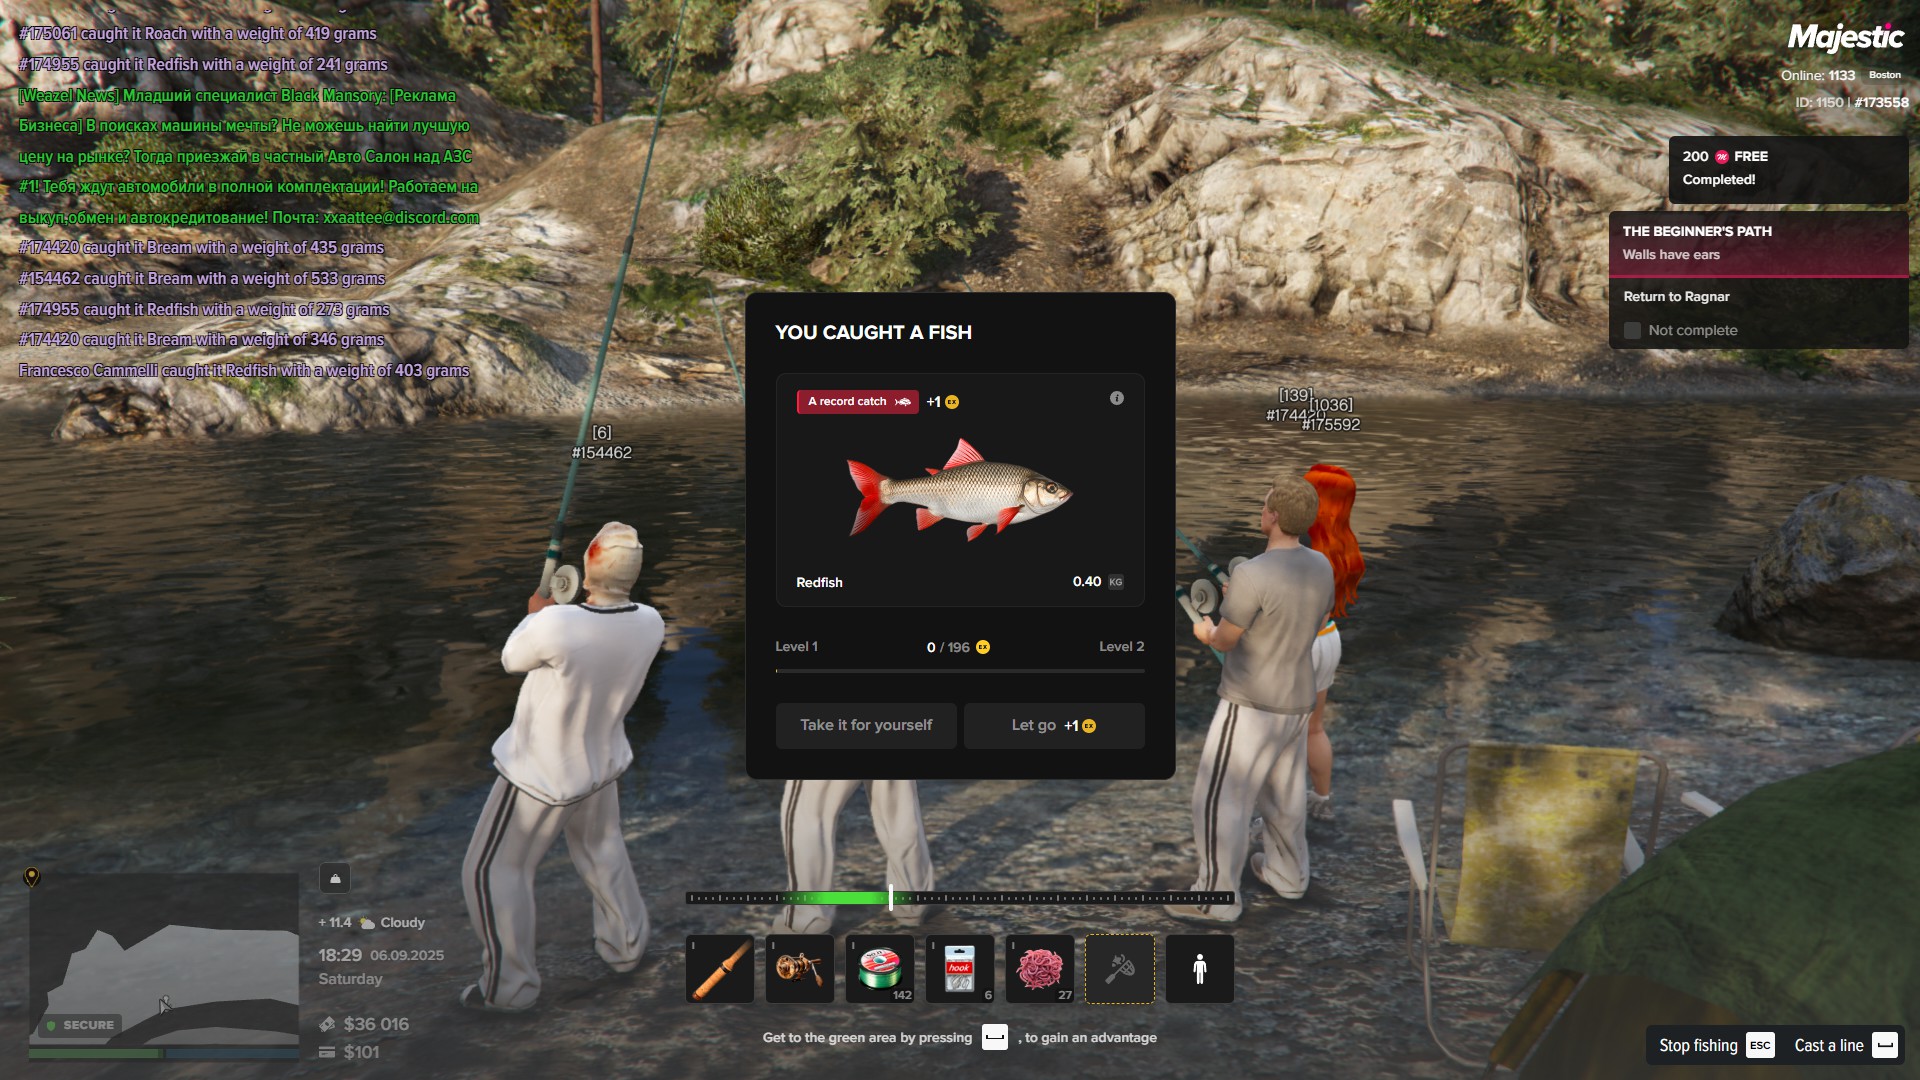 #175061 caught it Roach with a weight of 419 grams
#174955 caught it Redfish with a weight of 241 grams
[Weazel News] Младший специалист Black Mansory: [Реклама
Бизнеса] В поисках машины мечты? Не можешь найти лучшую
цену на рынке? Тогда приезжай в частный Авто Салон над АЗС
#1! Тебя ждут автомобили в полной комплектации! Работаем на
выкуп,обмен и автокредитование! Почта: xxaattee@discord.com
#174420 caught it Bream with a weight of 435 grams
#154462 caught it Bream with a weight of 533 grams
#174955 caught it Redfish with a weight of 273 grams
#174420 caught it Bream with a weight of 346 grams
Francesco Cammelli caught it Redfish with a weight of 403 grams
Majestic
Online: 1133 Boston
ID: 1150 | #173558
200 FREE
Completed!
THE BEGINNER'S PATH
Walls have ears
Return to Ragnar
Not complete
YOU CAUGHT A FISH
A record catch +1 EX
Redfish 0.40 KG
Level 1 0 / 196 EX Level 2
Take it for yourself Let go +1 EX
[6]
#154462
[139]
#174420
[1036]
#175592
+ 11.4 Cloudy
18:29 06.09.2025
Saturday
$36 016
$101
SECURE
I I I I I
hook
142 6 27
Get to the green area by pressing , to gain an advantage
Stop fishing ESC Cast a line